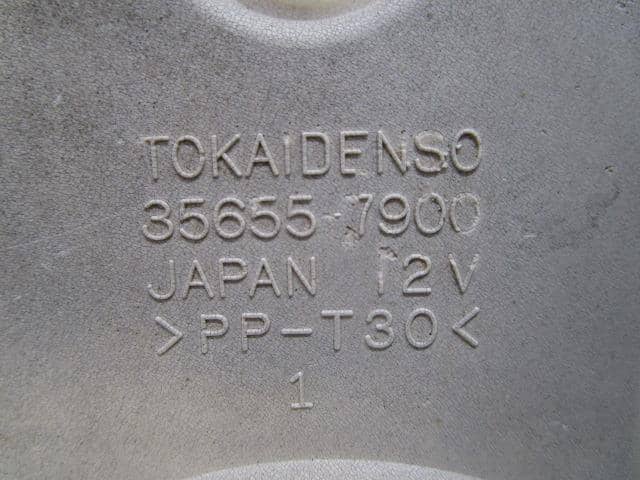 TOKAIDENSO
35655-7900
JAPAN 12V
>PP-T30<
1